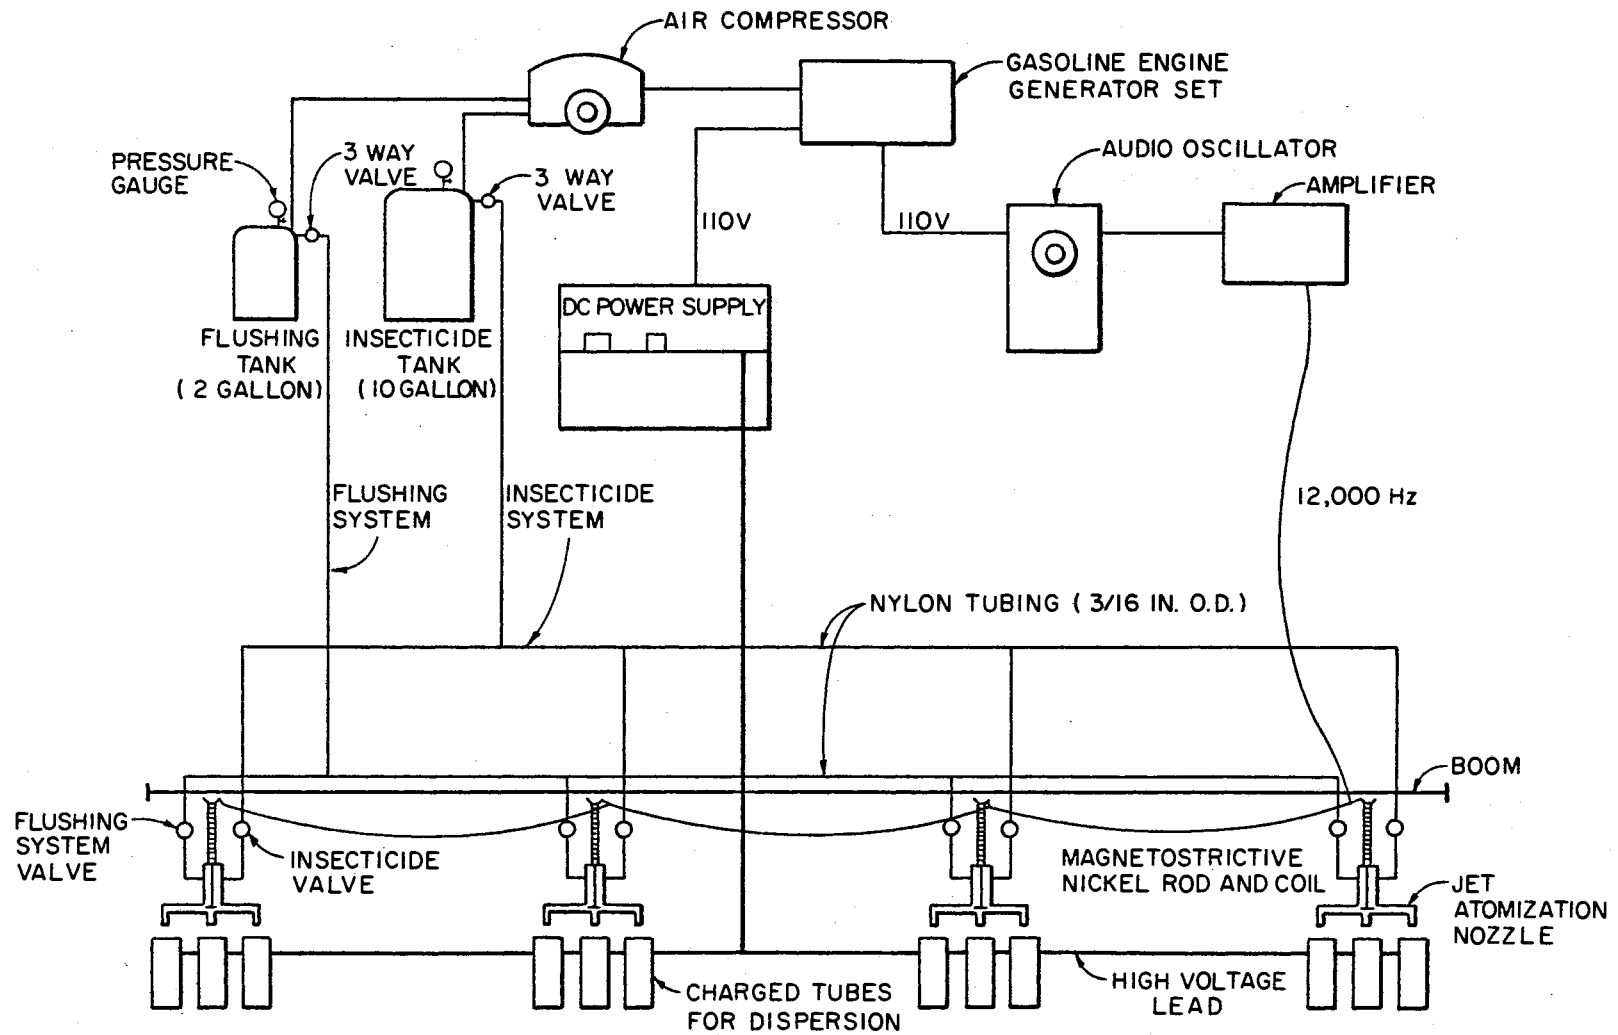 AIR COMPRESSOR
GASOLINE ENGINE
GENERATOR SET
PRESSURE
GAUGE
3 WAY
VALVE
3 WAY
VALVE
AUDIO OSCILLATOR
AMPLIFIER
110V
110V
DC POWER SUPPLY
FLUSHING
TANK
(2 GALLON)
INSECTICIDE
TANK
(10 GALLON)
FLUSHING
SYSTEM
INSECTICIDE
SYSTEM
12,000 Hz
NYLON TUBING (3/16 IN. O.D.)
BOOM
FLUSHING
SYSTEM
VALVE
INSECTICIDE
VALVE
MAGNETOSTRICTIVE
NICKEL ROD AND COIL
JET
ATOMIZATION
NOZZLE
CHARGED TUBES
FOR DISPERSION
HIGH VOLTAGE
LEAD